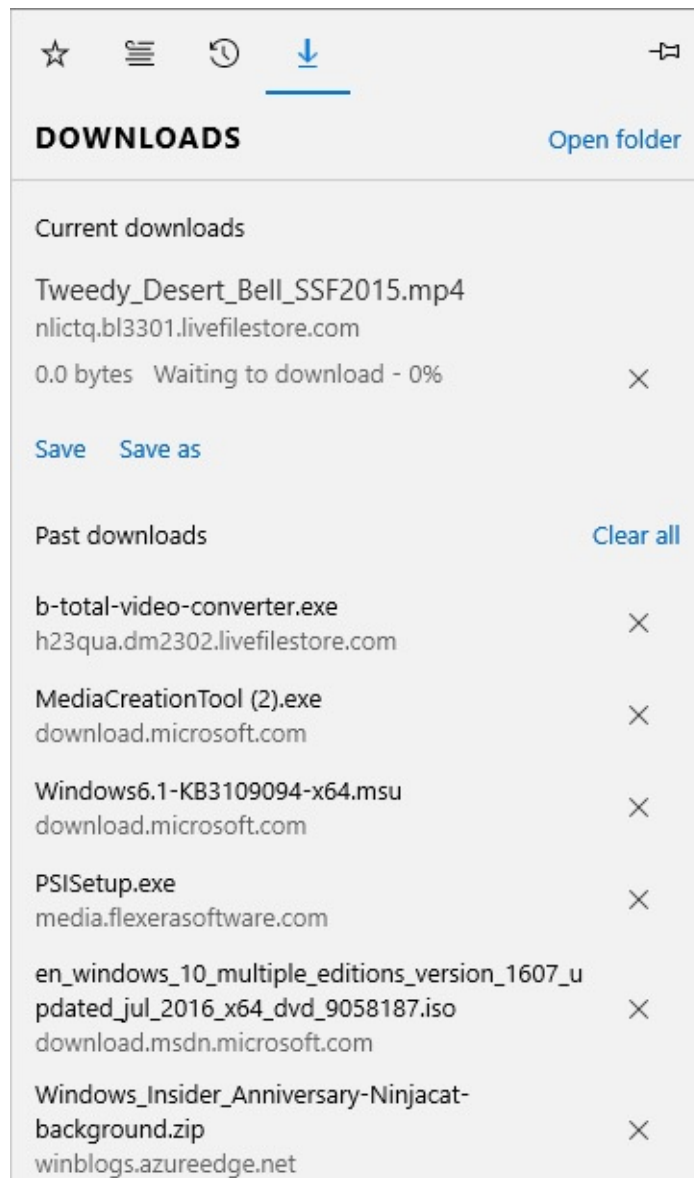 DOWNLOADS
Open folder
Current downloads
Tweedy_Desert_Bell_SSF2015.mp4
nlictq.bl3301.livefilestore.com
0.0 bytes   Waiting to download - 0%
Save   Save as
Past downloads
Clear all
b-total-video-converter.exe
h23qua.dm2302.livefilestore.com
MediaCreationTool (2).exe
download.microsoft.com
Windows6.1-KB3109094-x64.msu
download.microsoft.com
PSISetup.exe
media.flexerasoftware.com
en_windows_10_multiple_editions_version_1607_u
pdated_jul_2016_x64_dvd_9058187.iso
download.msdn.microsoft.com
Windows_Insider_Anniversary-Ninjacat-
background.zip
winblogs.azureedge.net